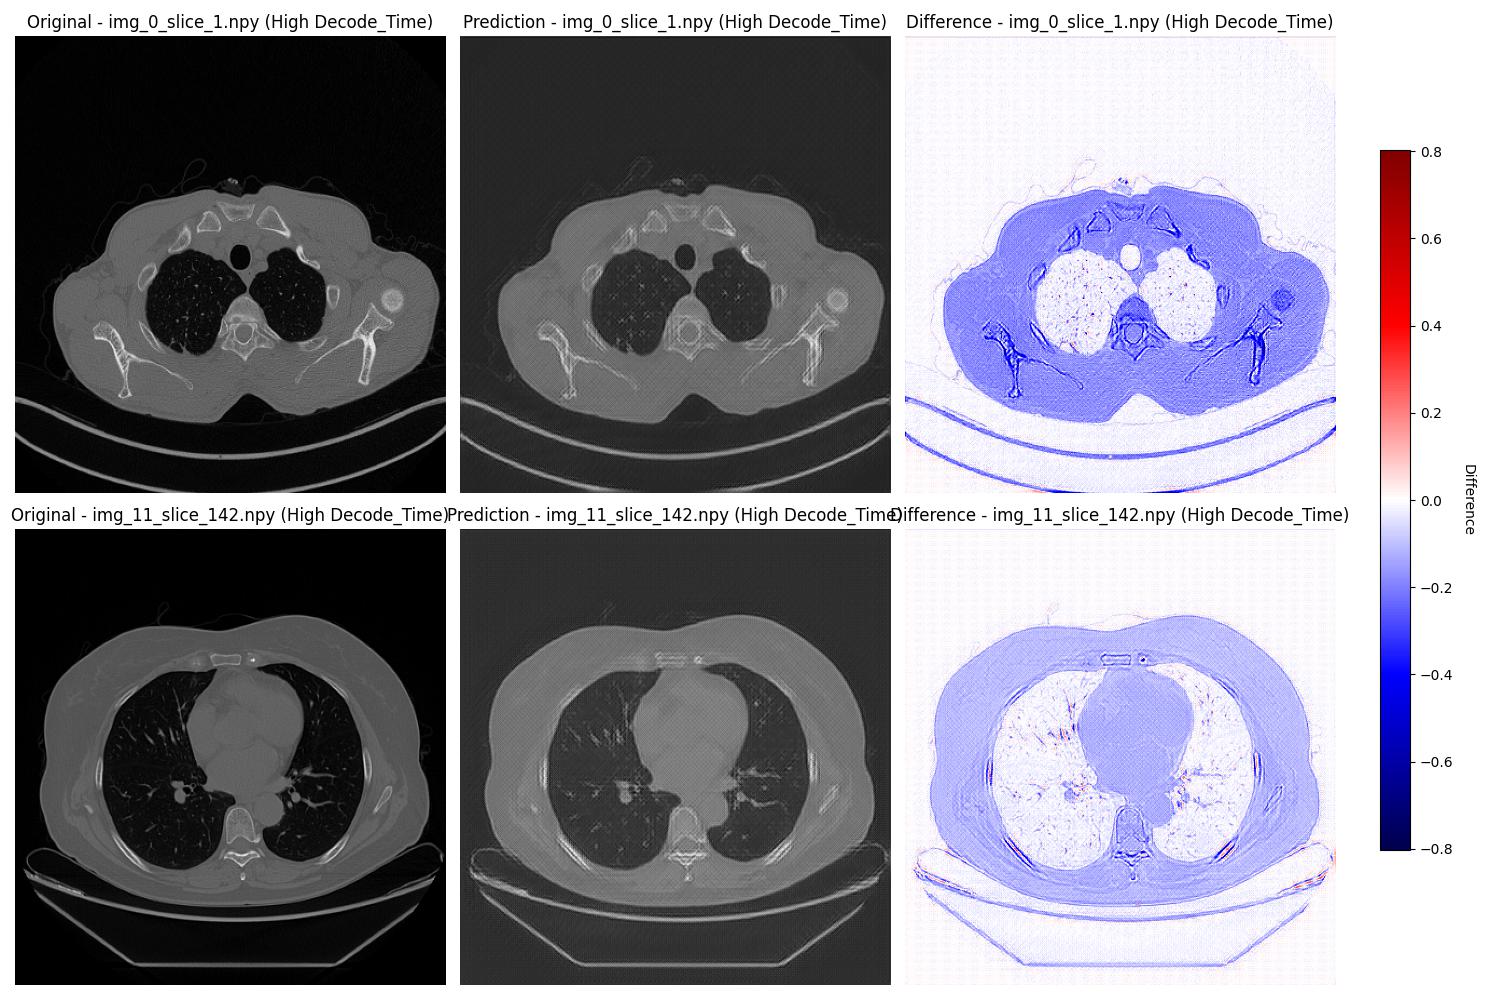 Original - img_0_slice_1.npy (High Decode_Time)
Prediction - img_0_slice_1.npy (High Decode_Time)
Difference - img_0_slice_1.npy (High Decode_Time)
Original - img_11_slice_142.npy (High Decode_Time)
Prediction - img_11_slice_142.npy (High Decode_Time)
Difference - img_11_slice_142.npy (High Decode_Time)
0.8
0.6
0.4
0.2
0.0
−0.2
−0.4
−0.6
−0.8
Difference